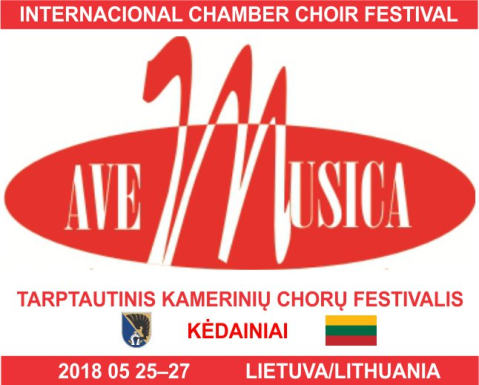 INTERNACIONAL CHAMBER CHOIR FESTIVAL
AVE MUSICA
TARPTAUTINIS KAMERINIŲ CHORŲ FESTIVALIS
KĖDAINIAI
2018 05 25–27 LIETUVA/LITHUANIA